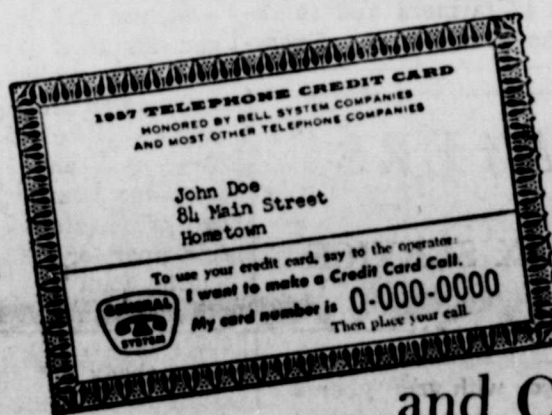 1957 TELEPHONE CREDIT CARD
HONORED BY BELL SYSTEM COMPANIES
AND MOST OTHER TELEPHONE COMPANIES
John Doe
84 Main Street
Hometown
To use your credit card, say to the operator:
I want to make a Credit Card Call.
My card number is 0-000-0000
Then place your call.
GENERAL
SYSTEM
and